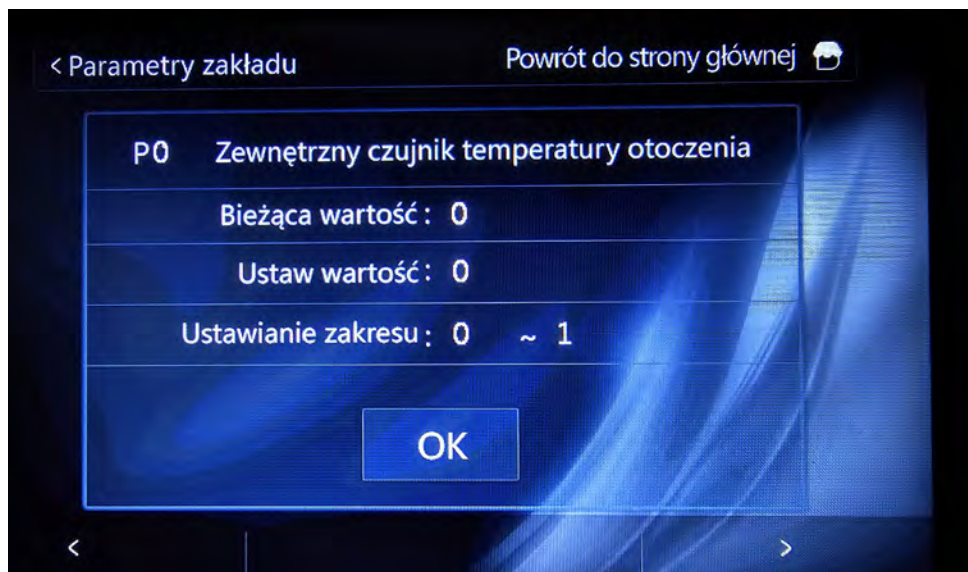 < Parametry zakładu
Powrót do strony głównej
P0 Zewnętrzny czujnik temperatury otoczenia
Bieżąca wartość: 0
Ustaw wartość: 0
Ustawianie zakresu: 0 ~ 1
OK
< >